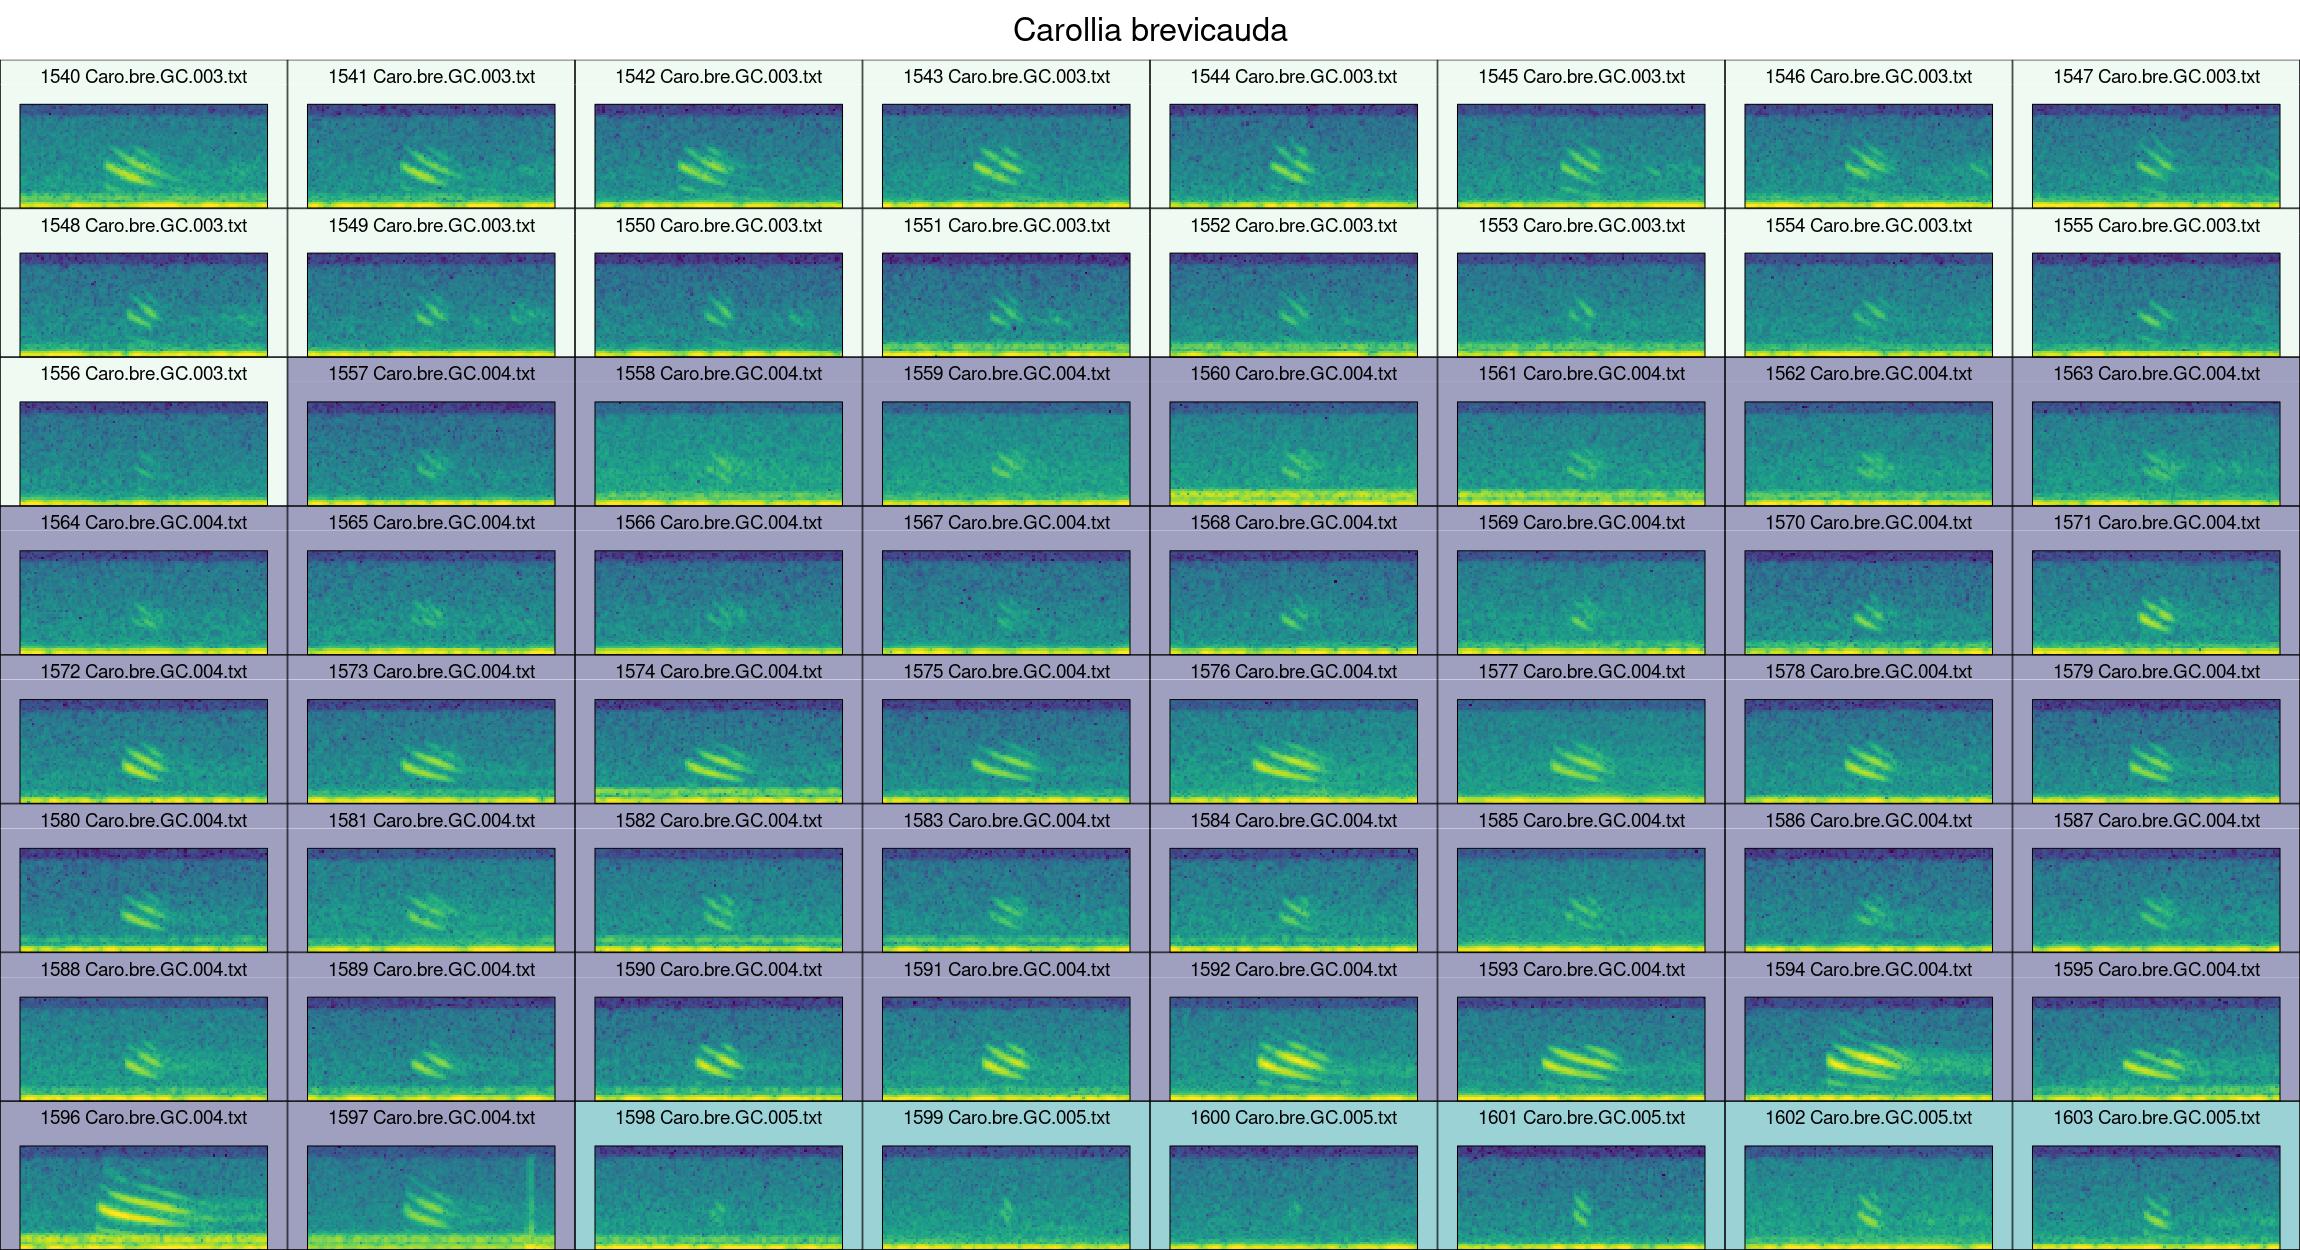 Carollia brevicauda
1540 Caro.bre.GC.003.txt 1541 Caro.bre.GC.003.txt 1542 Caro.bre.GC.003.txt 1543 Caro.bre.GC.003.txt 1544 Caro.bre.GC.003.txt 1545 Caro.bre.GC.003.txt 1546 Caro.bre.GC.003.txt 1547 Caro.bre.GC.003.txt
1548 Caro.bre.GC.003.txt 1549 Caro.bre.GC.003.txt 1550 Caro.bre.GC.003.txt 1551 Caro.bre.GC.003.txt 1552 Caro.bre.GC.003.txt 1553 Caro.bre.GC.003.txt 1554 Caro.bre.GC.003.txt 1555 Caro.bre.GC.003.txt
1556 Caro.bre.GC.003.txt 1557 Caro.bre.GC.004.txt 1558 Caro.bre.GC.004.txt 1559 Caro.bre.GC.004.txt 1560 Caro.bre.GC.004.txt 1561 Caro.bre.GC.004.txt 1562 Caro.bre.GC.004.txt 1563 Caro.bre.GC.004.txt
1564 Caro.bre.GC.004.txt 1565 Caro.bre.GC.004.txt 1566 Caro.bre.GC.004.txt 1567 Caro.bre.GC.004.txt 1568 Caro.bre.GC.004.txt 1569 Caro.bre.GC.004.txt 1570 Caro.bre.GC.004.txt 1571 Caro.bre.GC.004.txt
1572 Caro.bre.GC.004.txt 1573 Caro.bre.GC.004.txt 1574 Caro.bre.GC.004.txt 1575 Caro.bre.GC.004.txt 1576 Caro.bre.GC.004.txt 1577 Caro.bre.GC.004.txt 1578 Caro.bre.GC.004.txt 1579 Caro.bre.GC.004.txt
1580 Caro.bre.GC.004.txt 1581 Caro.bre.GC.004.txt 1582 Caro.bre.GC.004.txt 1583 Caro.bre.GC.004.txt 1584 Caro.bre.GC.004.txt 1585 Caro.bre.GC.004.txt 1586 Caro.bre.GC.004.txt 1587 Caro.bre.GC.004.txt
1588 Caro.bre.GC.004.txt 1589 Caro.bre.GC.004.txt 1590 Caro.bre.GC.004.txt 1591 Caro.bre.GC.004.txt 1592 Caro.bre.GC.004.txt 1593 Caro.bre.GC.004.txt 1594 Caro.bre.GC.004.txt 1595 Caro.bre.GC.004.txt
1596 Caro.bre.GC.004.txt 1597 Caro.bre.GC.004.txt 1598 Caro.bre.GC.005.txt 1599 Caro.bre.GC.005.txt 1600 Caro.bre.GC.005.txt 1601 Caro.bre.GC.005.txt 1602 Caro.bre.GC.005.txt 1603 Caro.bre.GC.005.txt